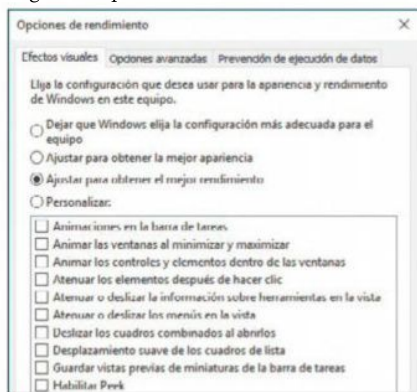 Opciones de rendimiento
Efectos visuales Opciones avanzadas Prevención de ejecución de datos
Elija la configuración que desea usar para la apariencia y rendimiento
de Windows en este equipo.
Dejar que Windows elija la configuración más adecuada para el
equipo
Ajustar para obtener la mejor apariencia
Ajustar para obtener el mejor rendimiento
Personalizar:
Animaciones en la barra de tareas
Animar las ventanas al minimizar y maximizar
Animar los controles y elementos dentro de las ventanas
Atenuar los elementos después de hacer clic
Atenuar o deslizar la información sobre herramientas en la vista
Atenuar o deslizar los menús en la vista
Deslizar los cuadros combinados al abrirlos
Desplazamiento suave de los cuadros de lista
Guardar vistas previas de miniaturas de la barra de tareas
Habilitar Peek